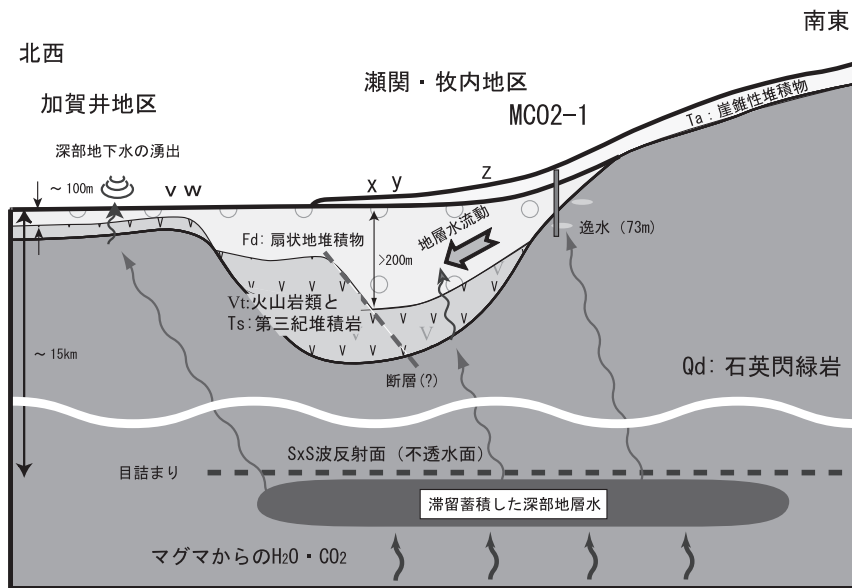 南東
北西
瀬関・牧内地区
加賀井地区
MCO2-1
Ta：崖錐性堆積物
深部地下水の湧出
～100m
v w
x y
z
Fd: 扇状地堆積物
>200m
地層水流動
逸水（73m）
Vt:火山岩類と
Ts:第三紀堆積岩
～15km
断層(?)
Qd: 石英閃緑岩
SxS波反射面（不透水面）
目詰まり
滞留蓄積した深部地層水
マグマからのH₂O・CO₂